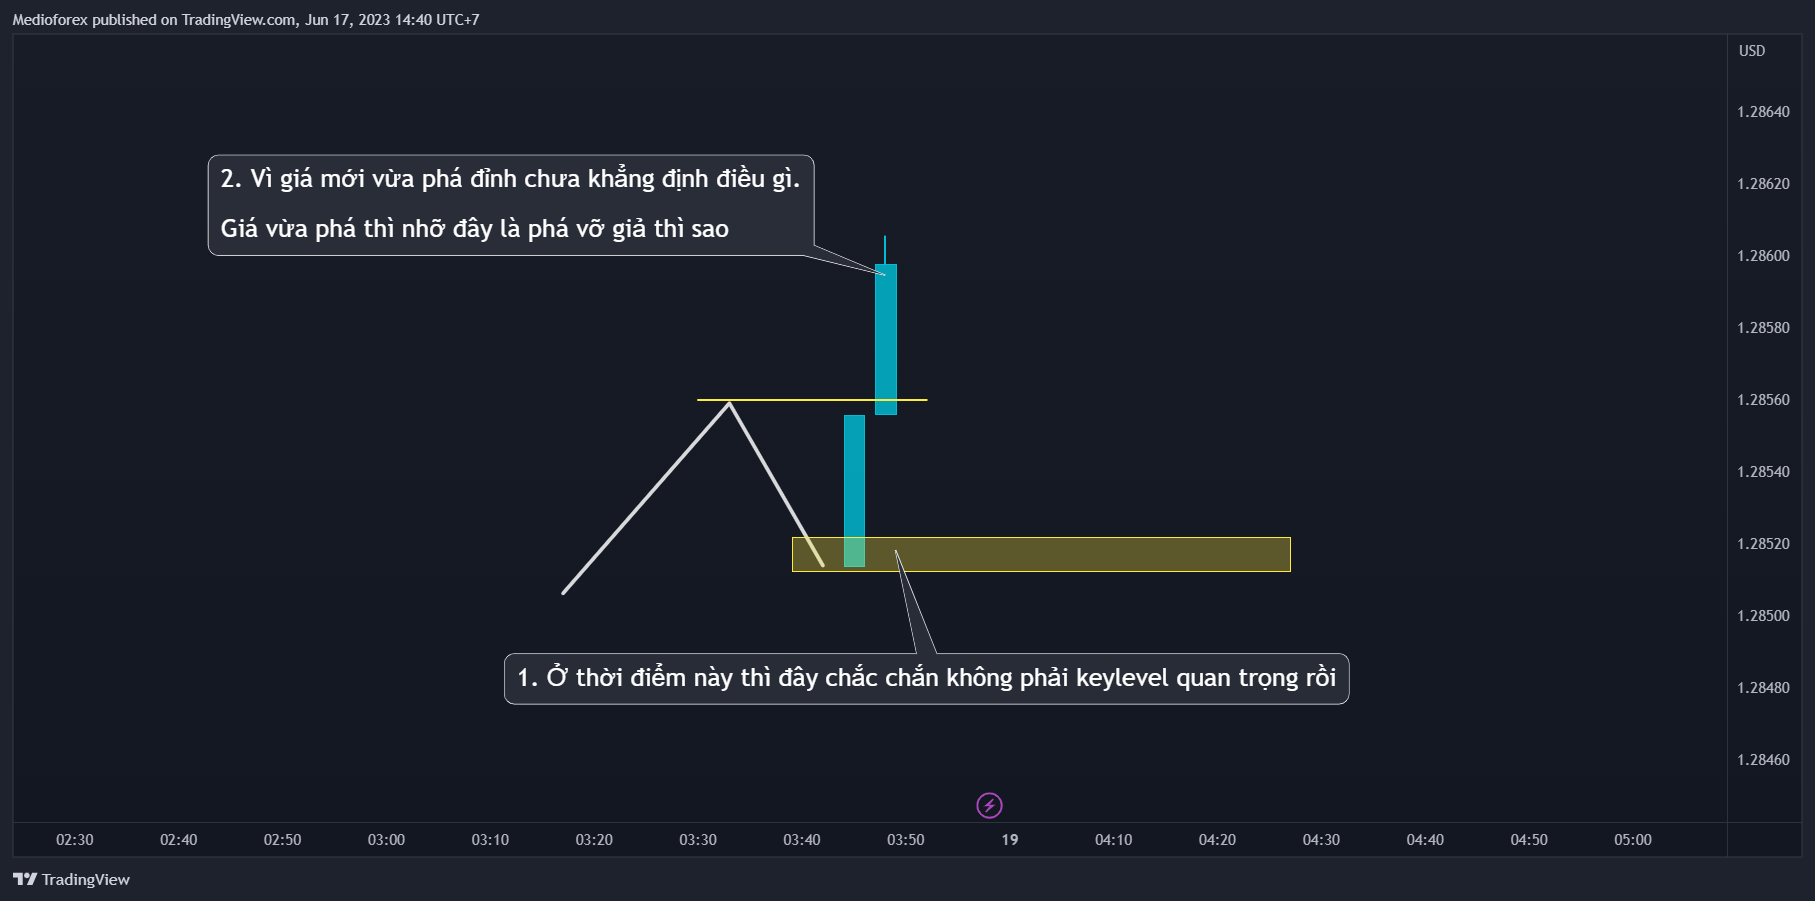 Medioforex published on TradingView.com, Jun 17, 2023 14:40 UTC+7
USD
1.28640
2. Vì giá mới vừa phá đỉnh chưa khẳng định điều gì.
Giá vừa phá thì nhỡ đây là phá vỡ giả thì sao
1.28620
1.28600
1.28580
1.28560
1.28540
1.28520
1.28500
1. Ở thời điểm này thì đây chắc chắn không phải keylevel quan trọng rồi
1.28480
1.28460
02:30 02:40 02:50 03:00 03:10 03:20 03:30 03:40 03:50 19 04:10 04:20 04:30 04:40 04:50 05:00
TradingView